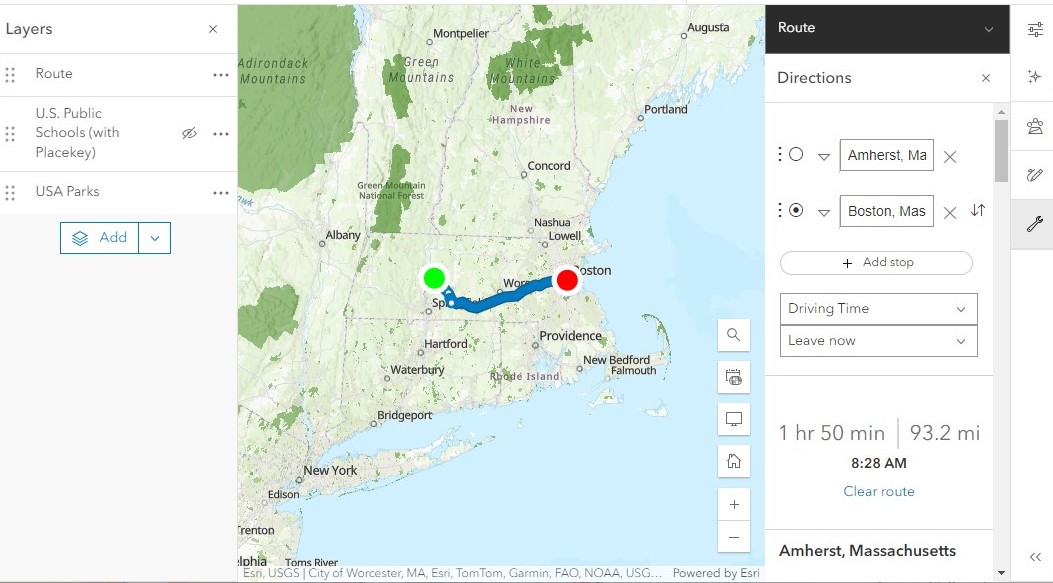 Layers
Route
U.S. Public
Schools (with
Placekey)
USA Parks
Add
Montpelier
Augusta
Adirondack
Mountains
Green
Mountains
White
Mountains
New
Hampshire
Portland
Concord
Green Mountain
National Forest
Nashua
Lowell
Albany
Boston
Hartford
Providence
Waterbury
Rhode Island
New Bedford
Falmouth
Bridgeport
New York
Edison
Trenton
Toms River
Esri, USGS | City of Worcester, MA, Esri, TomTom, Garmin, FAO, NOAA, USG...
Powered by Esri
Route
Directions
Amherst, Ma
Boston, Mas
Add stop
Driving Time
Leave now
1 hr 50 min
93.2 mi
8:28 AM
Clear route
Amherst, Massachusetts